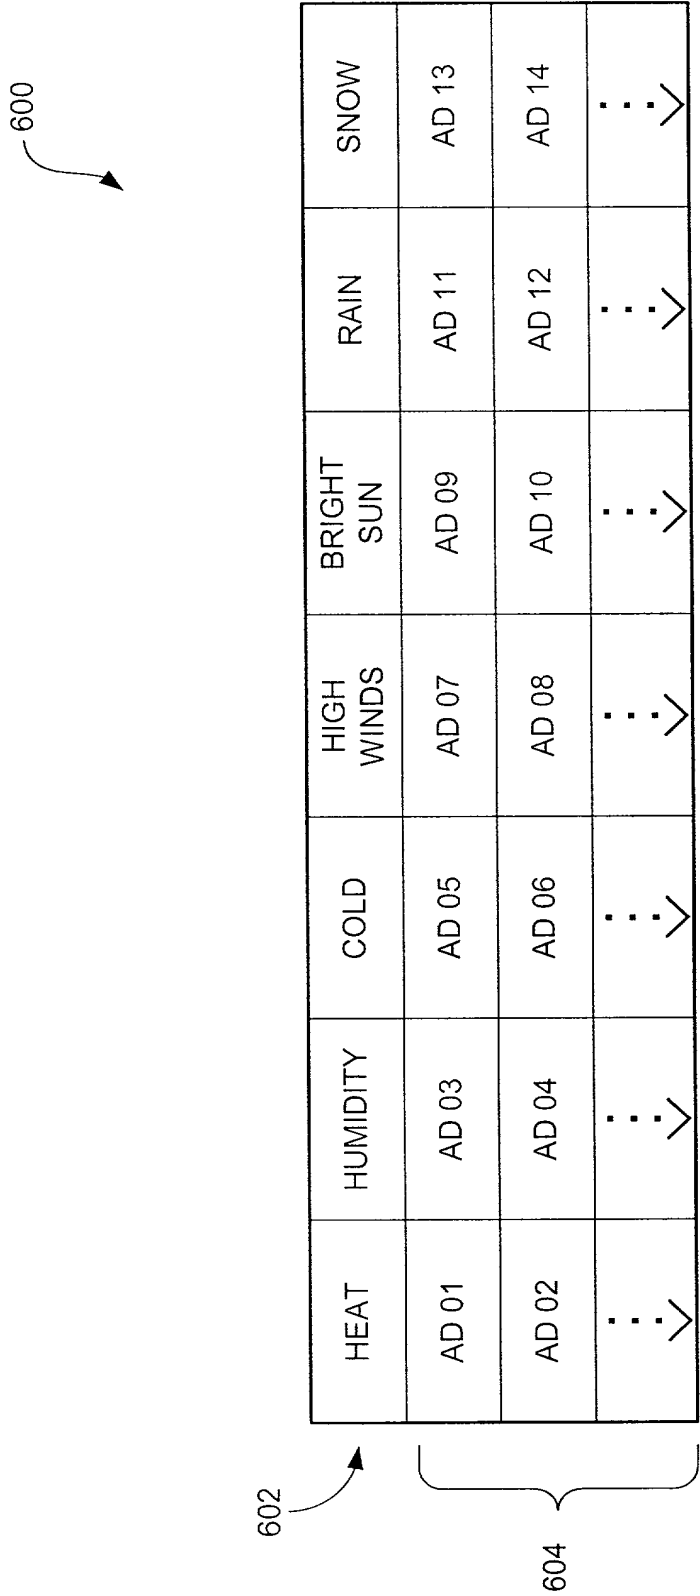 600
602
HEAT HUMIDITY COLD HIGH WINDS BRIGHT SUN RAIN SNOW
AD 01 AD 03 AD 05 AD 07 AD 09 AD 11 AD 13
AD 02 AD 04 AD 06 AD 08 AD 10 AD 12 AD 14
604